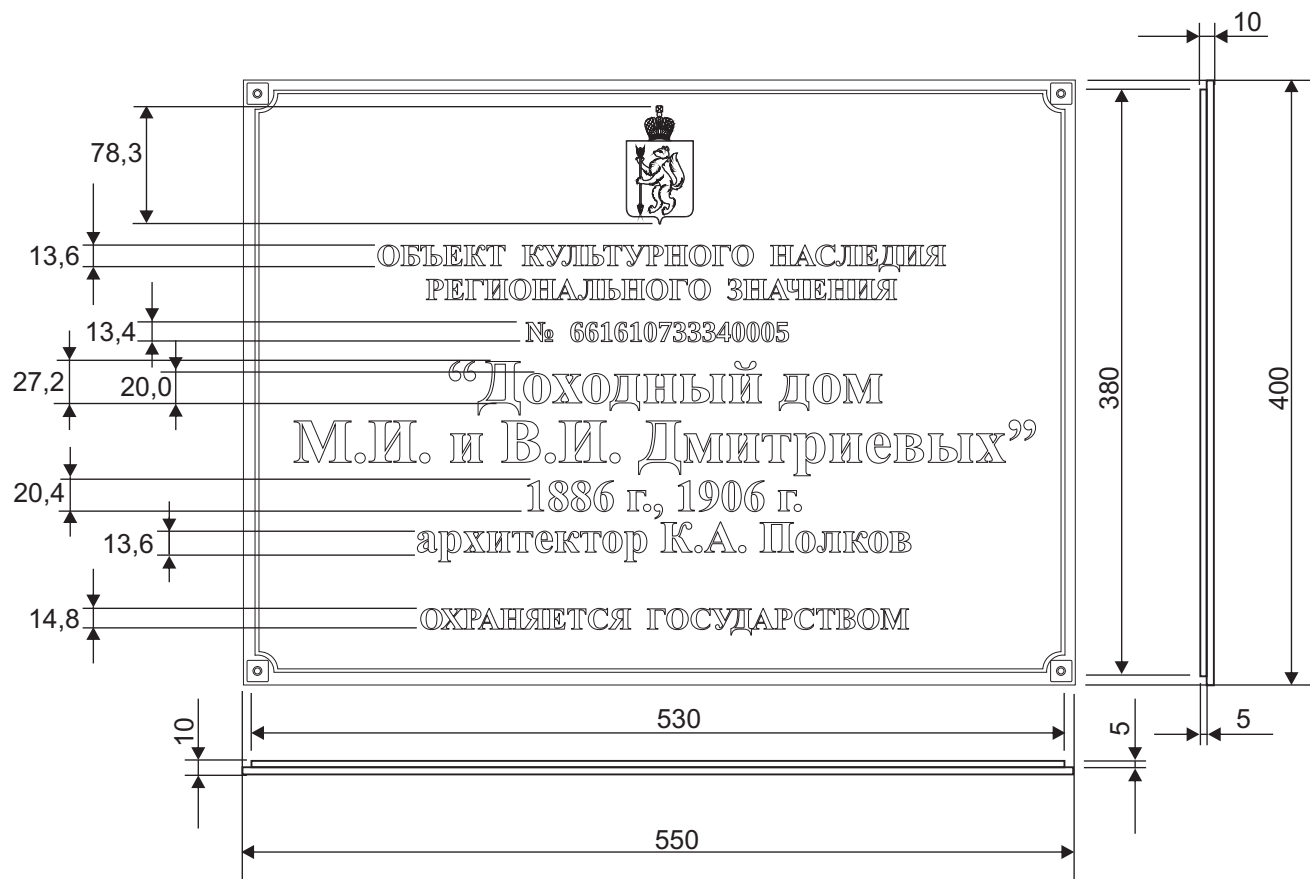 10
78,3
13,6
ОБЪЕКТ КУЛЬТУРНОГО НАСЛЕДИЯ
РЕГИОНАЛЬНОГО ЗНАЧЕНИЯ
13,4
№ 661610733340005
27,2
20,0
“Доходный дом
380
400
М.И. и В.И. Дмитриевых”
20,4
1886 г., 1906 г.
13,6
архитектор К.А. Полков
14,8
ОХРАНЯЕТСЯ ГОСУДАРСТВОМ
10
530
5
5
550